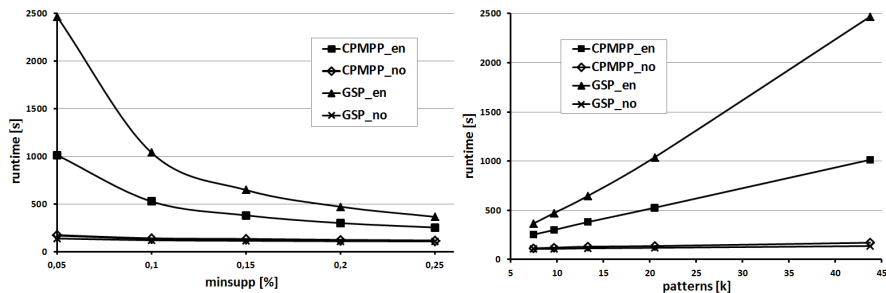 2500
2000
1500
1000
500
0
runtime [s]
0,05
0,1
0,15
0,2
0,25
minsupp [%]
CPMPP_en
CPMPP_no
GSP_en
GSP_no
2500
2000
1500
1000
500
0
runtime [s]
5
10
15
20
25
30
35
40
45
patterns [k]
CPMPP_en
CPMPP_no
GSP_en
GSP_no